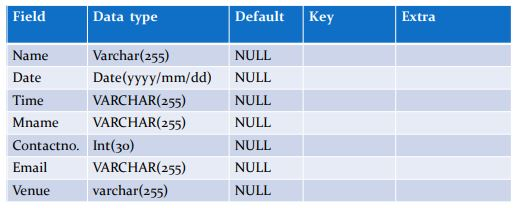 Field Data type Default Key Extra
Name Varchar(255) NULL
Date Date(yyyy/mm/dd) NULL
Time VARCHAR(255) NULL
Mname VARCHAR(255) NULL
Contactno. Int(30) NULL
Email VARCHAR(255) NULL
Venue varchar(255) NULL